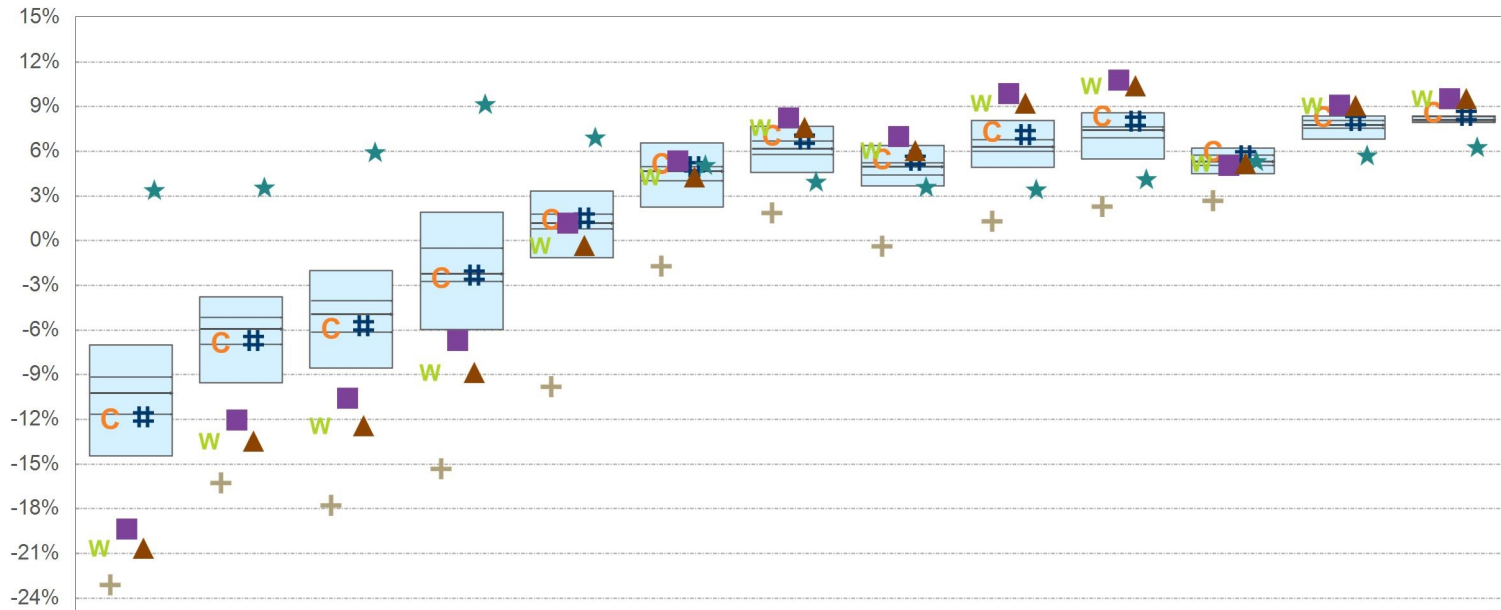 15%
12%
9%
6%
3%
0%
-3%
-6%
-9%
-12%
-15%
-18%
-21%
-24%
W C #
W C #
W C #
W C #
W C #
W C #
W C #
W C #
W C #
W C #
W C #
W C #
W C #